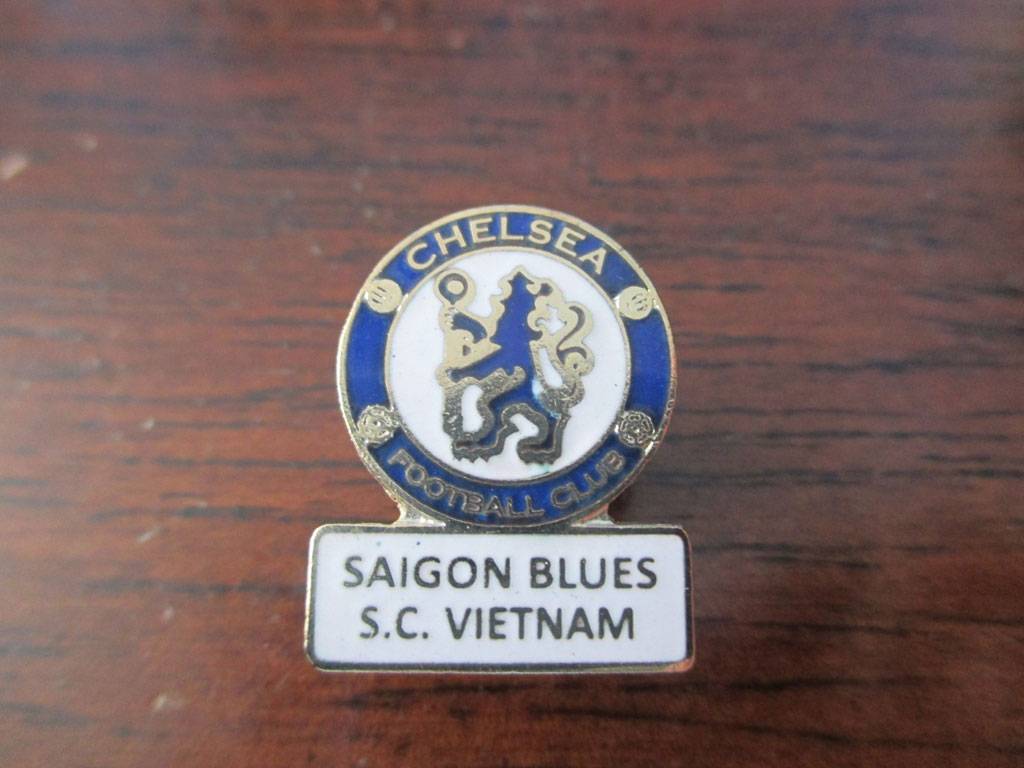 CHELSEA
FOOTBALL CLUB
SAIGON BLUES
S.C. VIETNAM